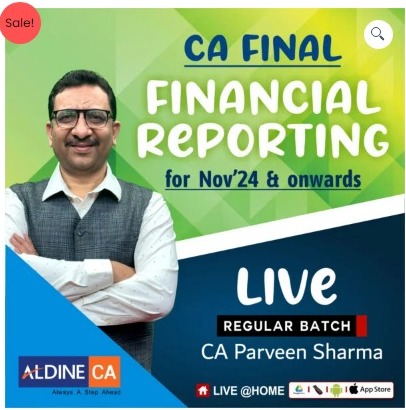 Sale!
CA FINAL
FINANCIAL
REPORTING
for Nov'24 & onwards
LIVE
REGULAR BATCH
CA Parveen Sharma
ALDINE CA
Always A Step Ahead
LIVE @HOME
App Store